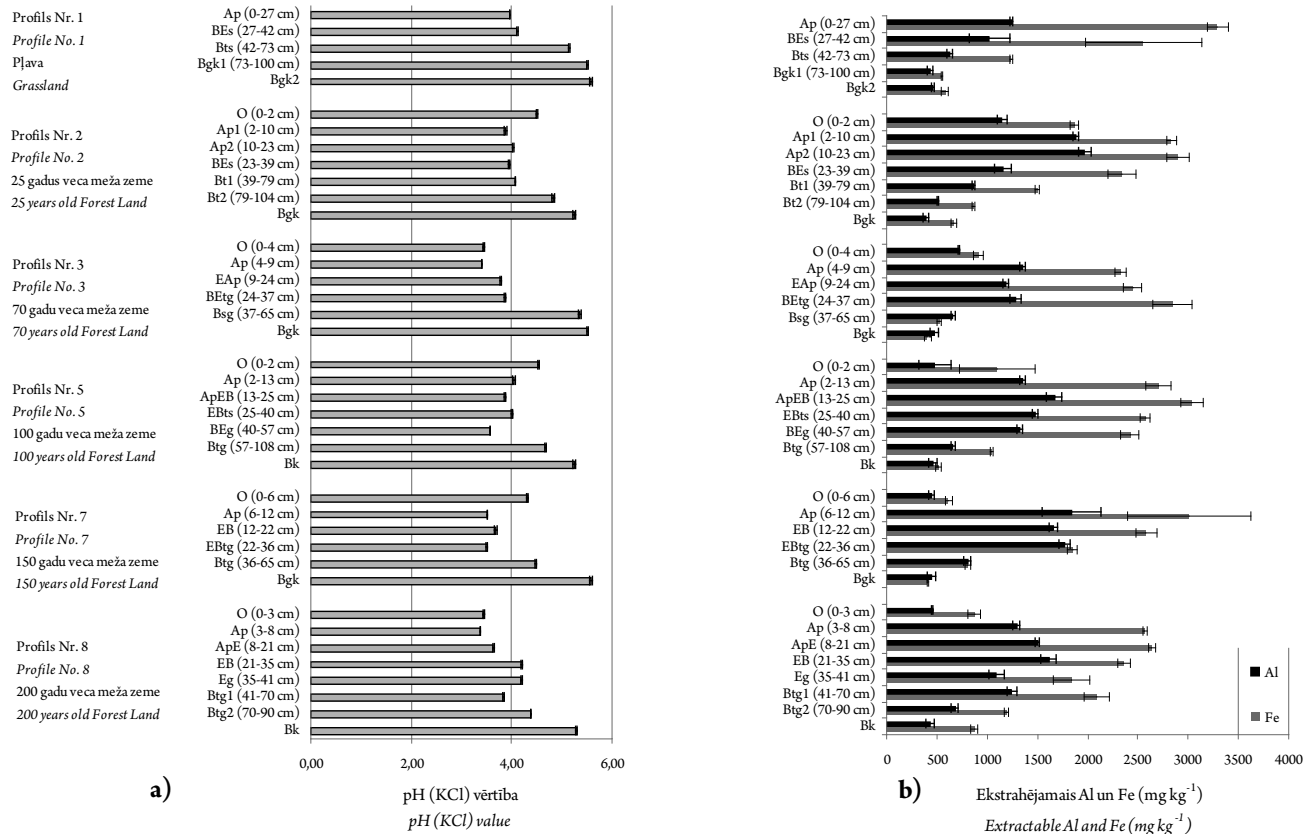 Profils Nr. 1
Profile No. 1
Pļava
Grassland
Ap (0-27 cm)
BEs (27-42 cm)
Bts (42-73 cm)
Bgk1 (73-100 cm)
Bgk2
Profils Nr. 2
Profile No. 2
25 gadus veca meža zeme
25 years old Forest Land
O (0-2 cm)
Ap1 (2-10 cm)
Ap2 (10-23 cm)
BEs (23-39 cm)
Bt1 (39-79 cm)
Bt2 (79-104 cm)
Bgk
Profils Nr. 3
Profile No. 3
70 gadu veca meža zeme
70 years old Forest Land
O (0-4 cm)
Ap (4-9 cm)
EAp (9-24 cm)
BEtg (24-37 cm)
Bsg (37-65 cm)
Bgk
Profils Nr. 5
Profile No. 5
100 gadu veca meža zeme
100 years old Forest Land
O (0-2 cm)
Ap (2-13 cm)
ApEB (13-25 cm)
EBts (25-40 cm)
BEg (40-57 cm)
Btg (57-108 cm)
Bk
Profils Nr. 7
Profile No. 7
150 gadu veca meža zeme
150 years old Forest Land
O (0-6 cm)
Ap (6-12 cm)
EB (12-22 cm)
EBtg (22-36 cm)
Btg (36-65 cm)
Bgk
Profils Nr. 8
Profile No. 8
200 gadu veca meža zeme
200 years old Forest Land
O (0-3 cm)
Ap (3-8 cm)
ApE (8-21 cm)
EB (21-35 cm)
Eg (35-41 cm)
Btg1 (41-70 cm)
Btg2 (70-90 cm)
Bk
0,00 2,00 4,00 6,00
a)
pH (KCl) vērtība
pH (KCl) value
Ap (0-27 cm)
BEs (27-42 cm)
Bts (42-73 cm)
Bgk1 (73-100 cm)
Bgk2
O (0-2 cm)
Ap1 (2-10 cm)
Ap2 (10-23 cm)
BEs (23-39 cm)
Bt1 (39-79 cm)
Bt2 (79-104 cm)
Bgk
O (0-4 cm)
Ap (4-9 cm)
EAp (9-24 cm)
BEtg (24-37 cm)
Bsg (37-65 cm)
Bgk
O (0-2 cm)
Ap (2-13 cm)
ApEB (13-25 cm)
EBts (25-40 cm)
BEg (40-57 cm)
Btg (57-108 cm)
Bk
O (0-6 cm)
Ap (6-12 cm)
EB (12-22 cm)
EBtg (22-36 cm)
Btg (36-65 cm)
Bgk
O (0-3 cm)
Ap (3-8 cm)
ApE (8-21 cm)
EB (21-35 cm)
Eg (35-41 cm)
Btg1 (41-70 cm)
Btg2 (70-90 cm)
Bk
Al
Fe
0 500 1000 1500 2000 2500 3000 3500 4000
b)
Ekstrahējamais Al un Fe (mg kg⁻¹)
Extractable Al and Fe (mg kg⁻¹)